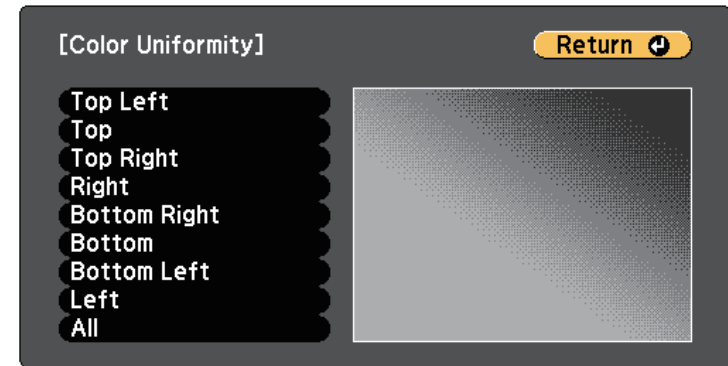 [Color Uniformity]
Return
Top Left
Top
Top Right
Right
Bottom Right
Bottom
Bottom Left
Left
All